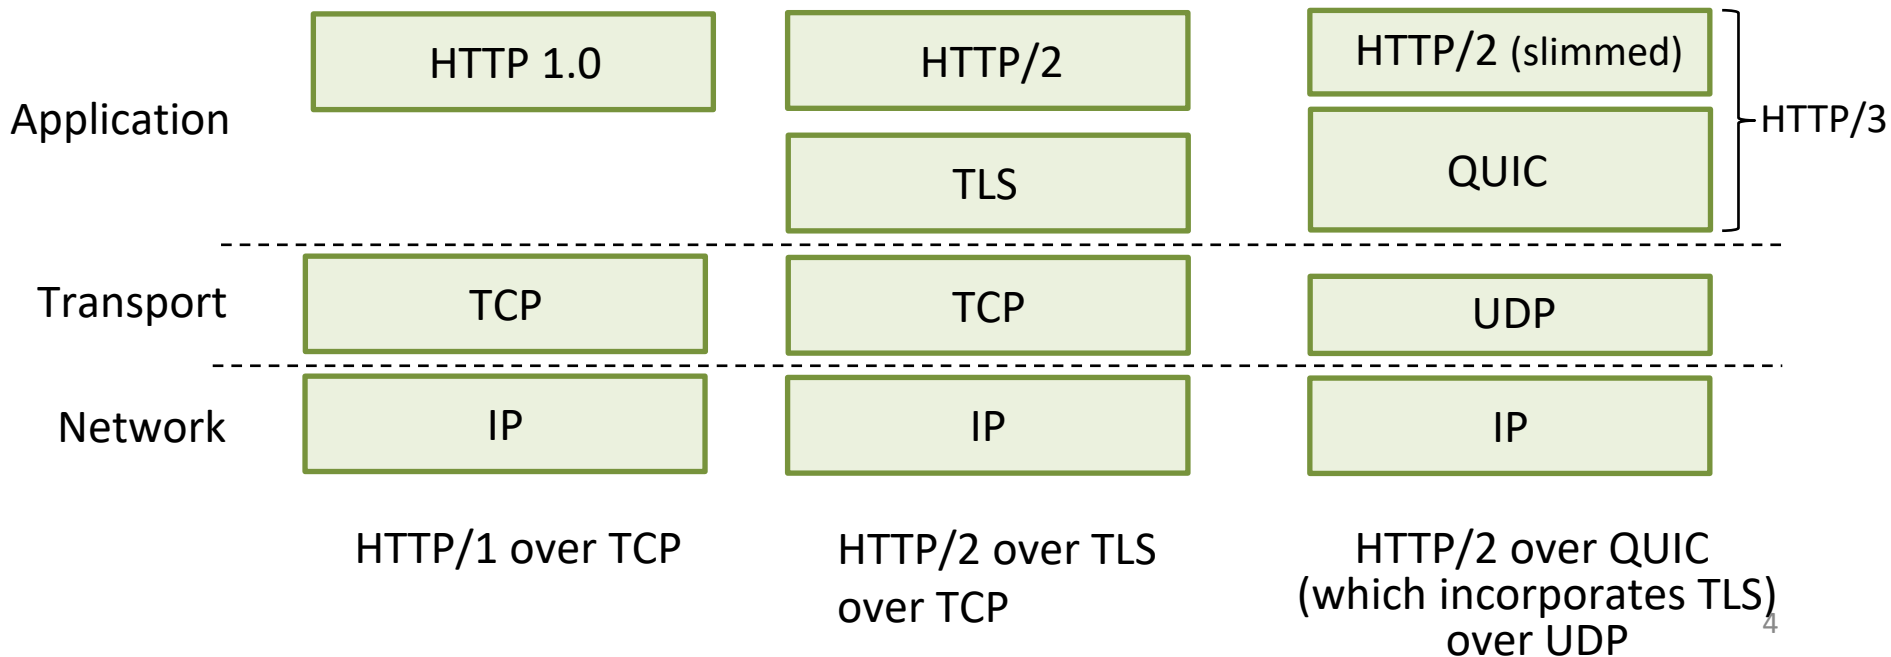 HTTP 1.0
HTTP/2
HTTP/2 (slimmed)
Application
HTTP/3
TLS
QUIC
Transport
TCP
TCP
UDP
Network
IP
IP
IP
HTTP/1 over TCP
HTTP/2 over TLS
over TCP
HTTP/2 over QUIC
(which incorporates TLS)
over UDP
4